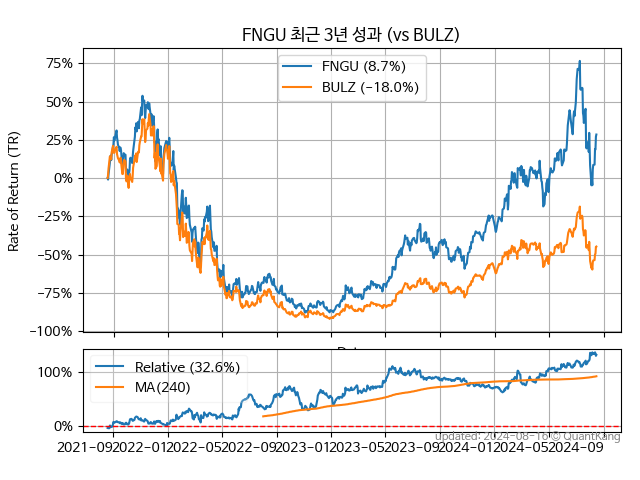 FNGU 최근 3년 성과 (vs BULZ)
FNGU (8.7%)
BULZ (−18.0%)
Rate of Return (TR)
75%
50%
25%
0%
−25%
−50%
−75%
−100%
Relative (32.6%)
MA(240)
100%
0%
2021-09 2022-01 2022-05 2022-09 2023-01 2023-05 2023-09 2024-01 2024-05 2024-09
updated: 2024-08-16 © QuantKang